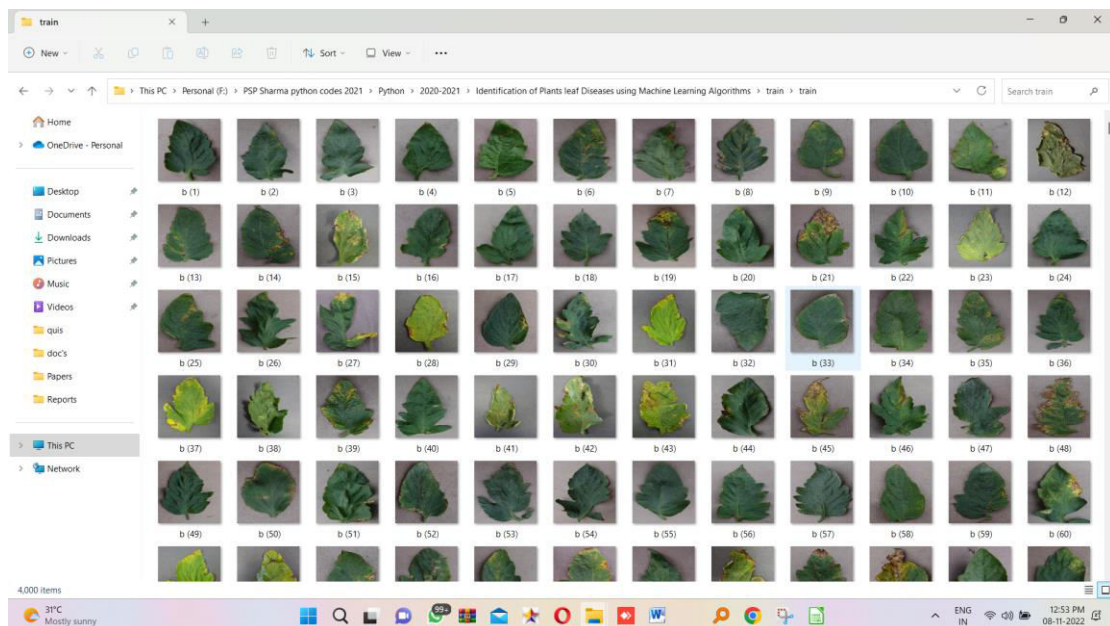 train
New
Sort
View
This PC > Personal (F:) > PSP Sharma python codes 2021 > Python > 2020-2021 > Identification of Plants leaf Diseases using Machine Learning Algorithms > train > train
Search train
Home
OneDrive - Personal
Desktop
Documents
Downloads
Pictures
Music
Videos
quis
doc's
Papers
Reports
This PC
Network
b (1) b (2) b (3) b (4) b (5) b (6) b (7) b (8) b (9) b (10) b (11) b (12)
b (13) b (14) b (15) b (16) b (17) b (18) b (19) b (20) b (21) b (22) b (23) b (24)
b (25) b (26) b (27) b (28) b (29) b (30) b (31) b (32) b (33) b (34) b (35) b (36)
b (37) b (38) b (39) b (40) b (41) b (42) b (43) b (44) b (45) b (46) b (47) b (48)
b (49) b (50) b (51) b (52) b (53) b (54) b (55) b (56) b (57) b (58) b (59) b (60)
4,000 items
31°C
Mostly sunny
99+
ENG
IN
12:53 PM
08-11-2022